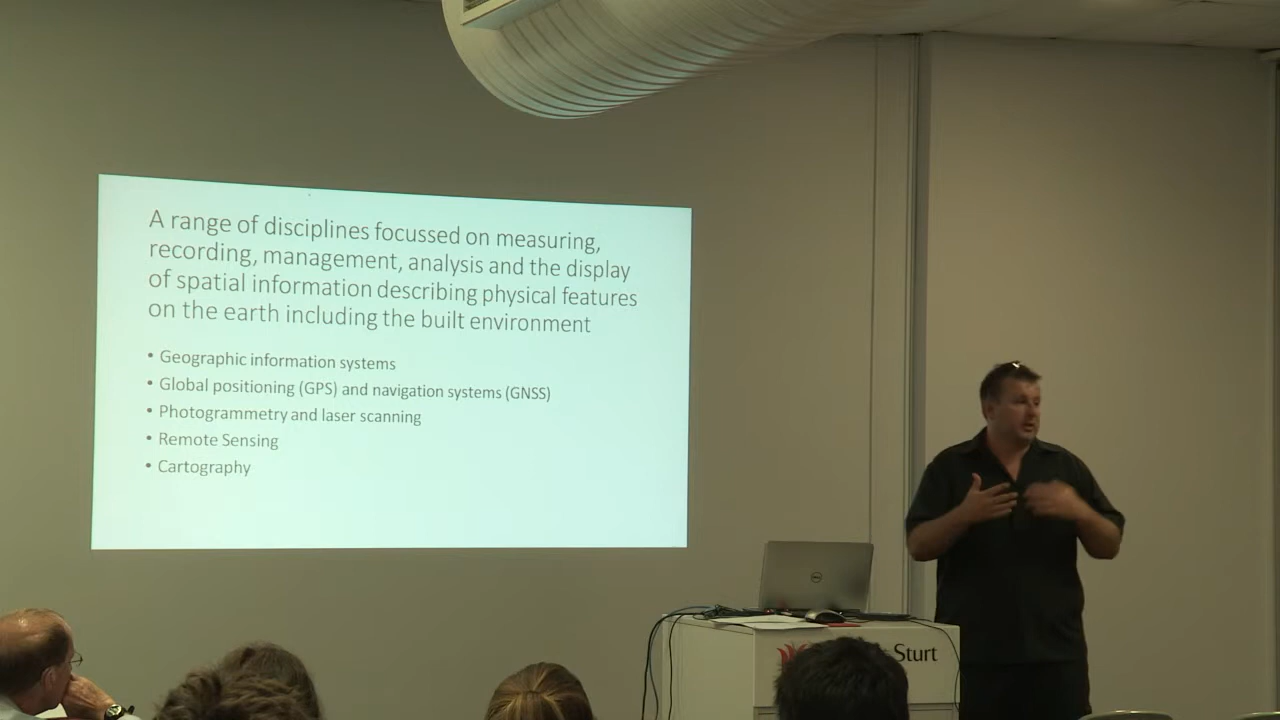 A range of disciplines focussed on measuring,
recording, management, analysis and the display
of spatial information describing physical features
on the earth including the built environment
• Geographic information systems
• Global positioning (GPS) and navigation systems (GNSS)
• Photogrammetry and laser scanning
• Remote Sensing
• Cartography
DELL
Sturt